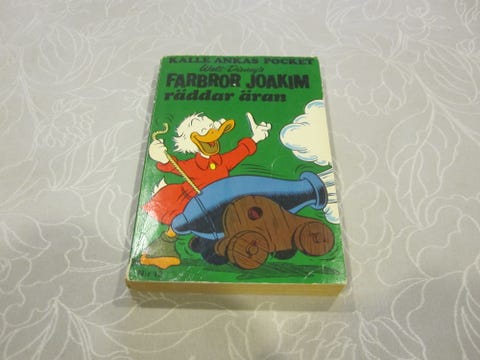 KALLE ANKAS POCKET
Walt Disney's
FARBROR JOAKIM
räddar äran